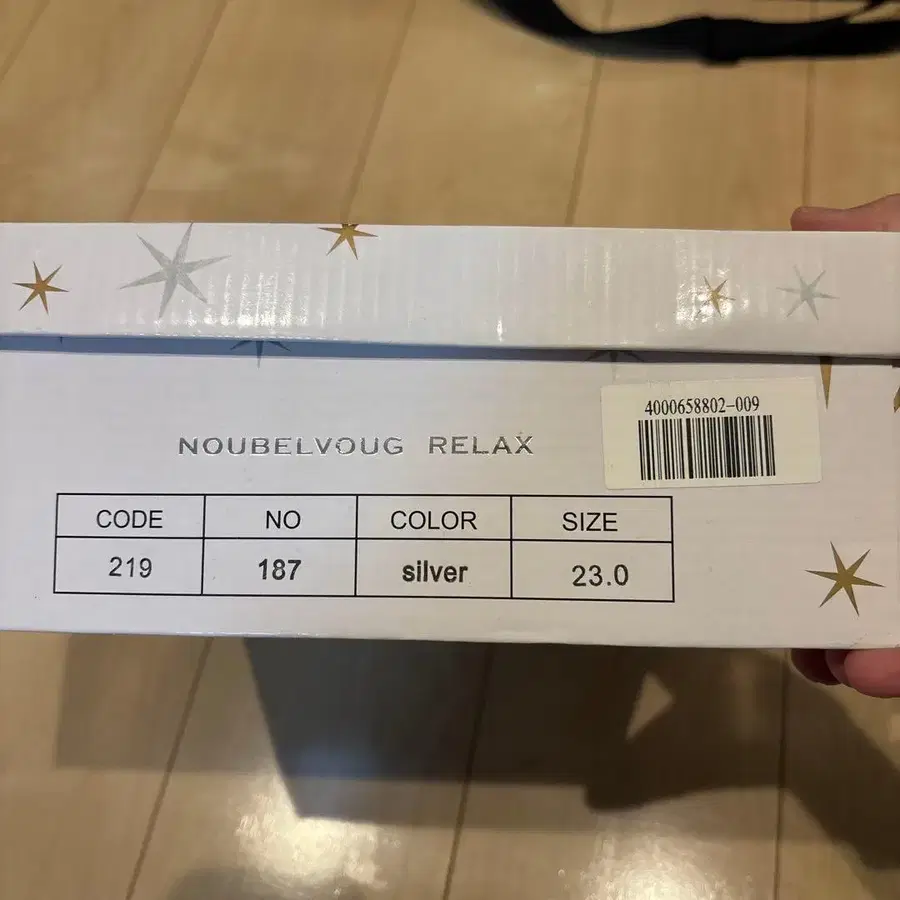 4000658802-009
NOUBELVOUG RELAX
CODE NO COLOR SIZE
219 187 silver 23.0